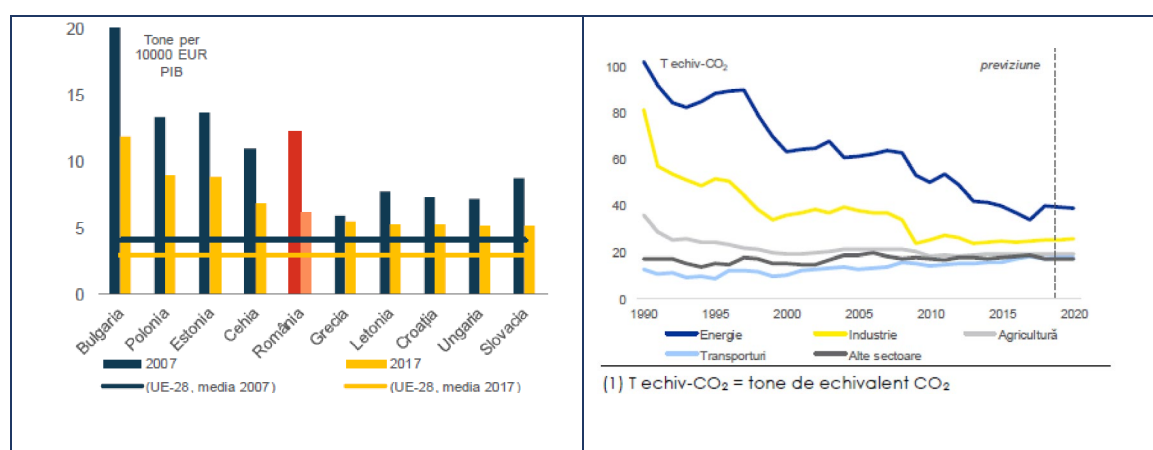 Tone per
10000 EUR
PIB
20
15
10
5
0
Bulgaria
Polonia
Estonia
Cehia
România
Grecia
Letonia
Croația
Ungaria
Slovacia
2007
2017
(UE-28, media 2007)
(UE-28, media 2017)
T echiv-CO₂
previziune
100
80
60
40
20
0
1990 1995 2000 2005 2010 2015 2020
Energie Industrie Agricultură
Transporturi Alte sectoare
(1) T echiv-CO₂ = tone de echivalent CO₂